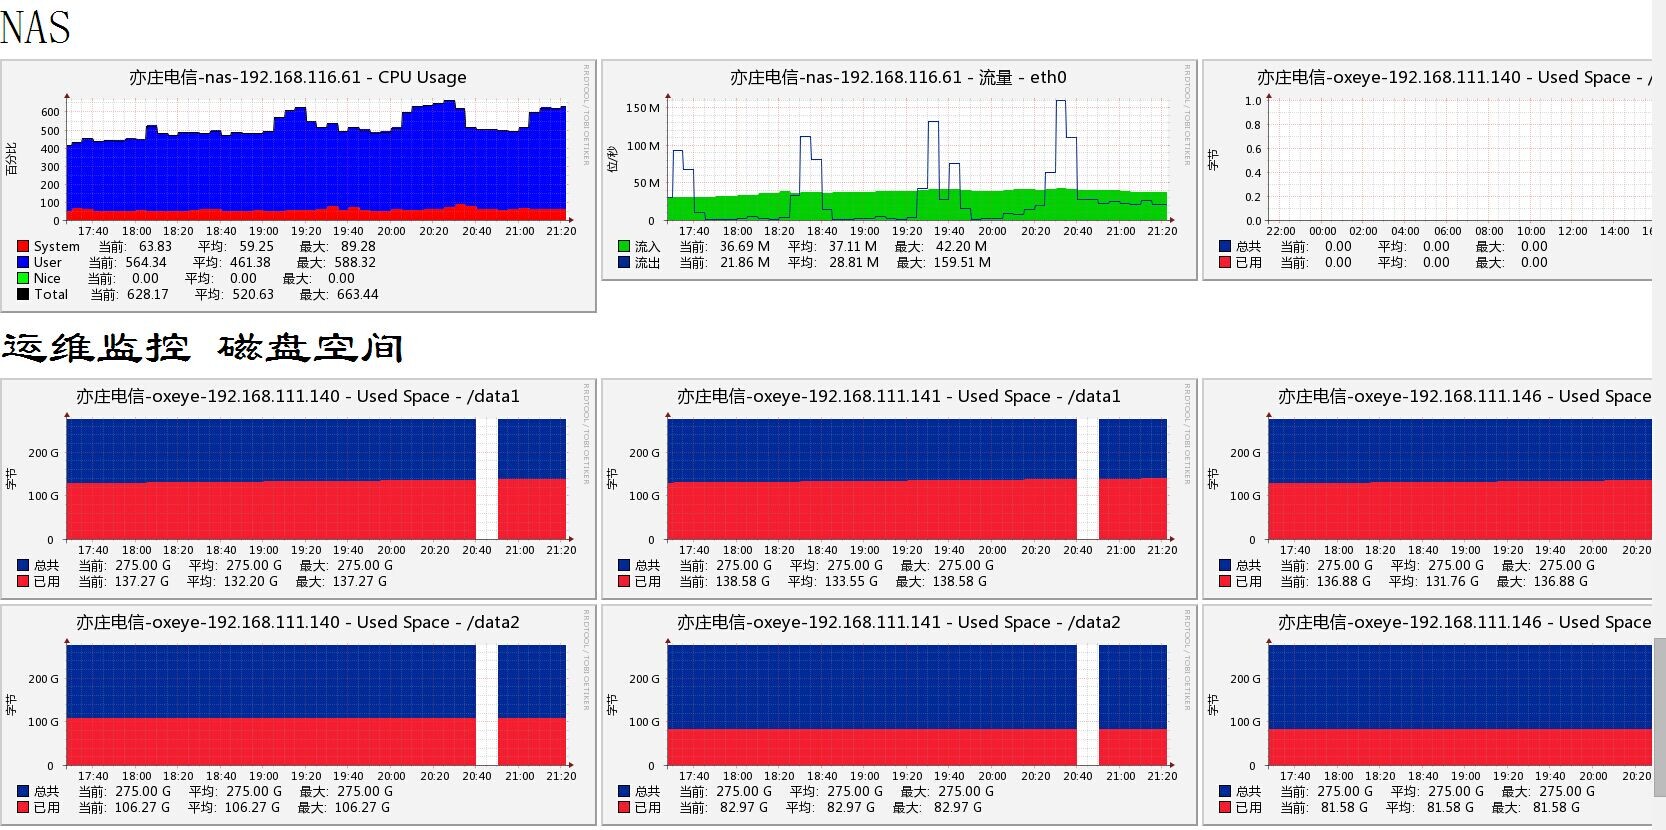 NAS
亦庄电信-nas-192.168.116.61 - CPU Usage
RRDTOOL / TOBI OETIKER
百分比
600
500
400
300
200
100
0
17:40 18:00 18:20 18:40 19:00 19:20 19:40 20:00 20:20 20:40 21:00 21:20
System 当前: 63.83 平均: 59.25 最大: 89.28
User 当前: 564.34 平均: 461.38 最大: 588.32
Nice 当前: 0.00 平均: 0.00 最大: 0.00
Total 当前: 628.17 平均: 520.63 最大: 663.44
亦庄电信-nas-192.168.116.61 - 流量 - eth0
RRDTOOL / TOBI OETIKER
位/秒
150 M
100 M
50 M
0
17:40 18:00 18:20 18:40 19:00 19:20 19:40 20:00 20:20 20:40 21:00 21:20
流入 当前: 36.69 M 平均: 37.11 M 最大: 42.20 M
流出 当前: 21.86 M 平均: 28.81 M 最大: 159.51 M
亦庄电信-oxeye-192.168.111.140 - Used Space - /
字节
1.0
0.8
0.6
0.4
0.2
0.0
22:00 00:00 02:00 04:00 06:00 08:00 10:00 12:00 14:00 16
总共 当前: 0.00 平均: 0.00 最大: 0.00
已用 当前: 0.00 平均: 0.00 最大: 0.00
运维监控 磁盘空间
亦庄电信-oxeye-192.168.111.140 - Used Space - /data1
RRDTOOL / TOBI OETIKER
字节
200 G
100 G
0
17:40 18:00 18:20 18:40 19:00 19:20 19:40 20:00 20:20 20:40 21:00 21:20
总共 当前: 275.00 G 平均: 275.00 G 最大: 275.00 G
已用 当前: 137.27 G 平均: 132.20 G 最大: 137.27 G
亦庄电信-oxeye-192.168.111.141 - Used Space - /data1
RRDTOOL / TOBI OETIKER
字节
200 G
100 G
0
17:40 18:00 18:20 18:40 19:00 19:20 19:40 20:00 20:20 20:40 21:00 21:20
总共 当前: 275.00 G 平均: 275.00 G 最大: 275.00 G
已用 当前: 138.58 G 平均: 133.55 G 最大: 138.58 G
亦庄电信-oxeye-192.168.111.146 - Used Space
字节
200 G
100 G
0
17:40 18:00 18:20 18:40 19:00 19:20 19:40 20:00 20:20
总共 当前: 275.00 G 平均: 275.00 G 最大: 275.00 G
已用 当前: 136.88 G 平均: 131.76 G 最大: 136.88 G
亦庄电信-oxeye-192.168.111.140 - Used Space - /data2
RRDTOOL / TOBI OETIKER
字节
200 G
100 G
0
17:40 18:00 18:20 18:40 19:00 19:20 19:40 20:00 20:20 20:40 21:00 21:20
总共 当前: 275.00 G 平均: 275.00 G 最大: 275.00 G
已用 当前: 106.27 G 平均: 106.27 G 最大: 106.27 G
亦庄电信-oxeye-192.168.111.141 - Used Space - /data2
RRDTOOL / TOBI OETIKER
字节
200 G
100 G
0
17:40 18:00 18:20 18:40 19:00 19:20 19:40 20:00 20:20 20:40 21:00 21:20
总共 当前: 275.00 G 平均: 275.00 G 最大: 275.00 G
已用 当前: 82.97 G 平均: 82.97 G 最大: 82.97 G
亦庄电信-oxeye-192.168.111.146 - Used Space
字节
200 G
100 G
0
17:40 18:00 18:20 18:40 19:00 19:20 19:40 20:00 20:20
总共 当前: 275.00 G 平均: 275.00 G 最大: 275.00 G
已用 当前: 81.58 G 平均: 81.58 G 最大: 81.58 G